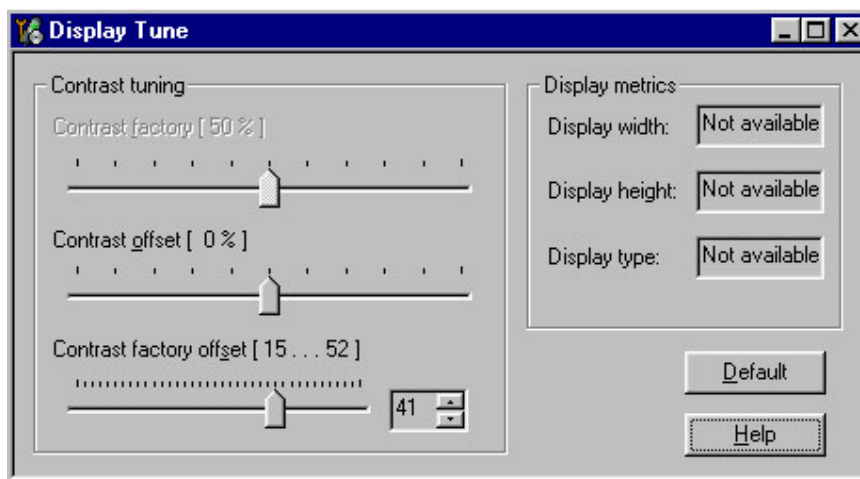 Display Tune
Contrast tuning
Contrast factory [ 50 % ]
Contrast offset [ 0 % ]
Contrast factory offset [ 15 . . . 52 ]
41
Display metrics
Display width: Not available
Display height: Not available
Display type: Not available
Default
Help